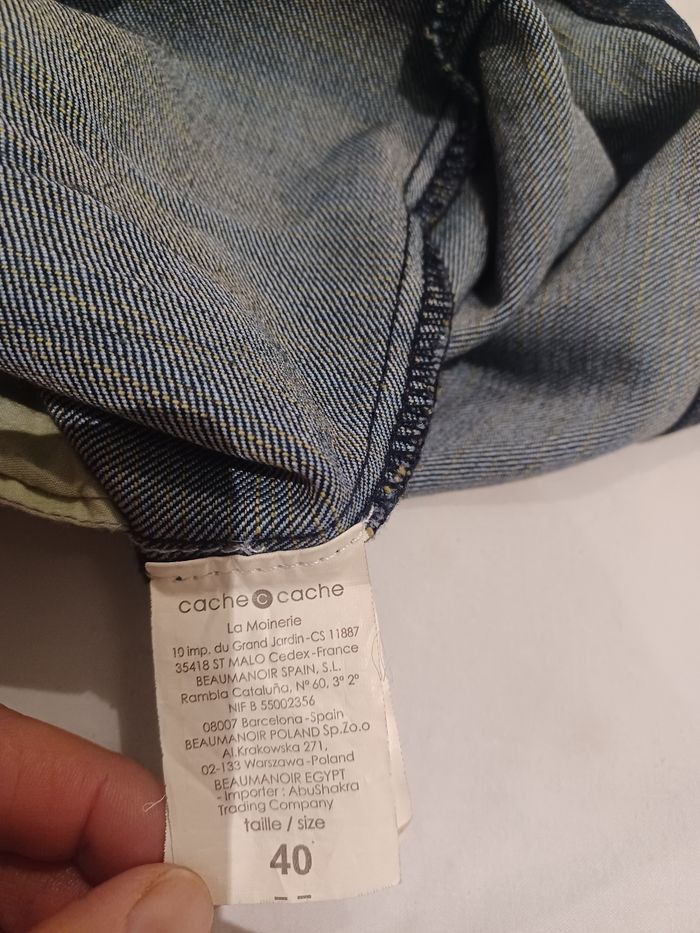 cache c cache
La Moinerie
10 imp. du Grand Jardin-CS 11887
35418 ST MALO Cedex-France
BEAUMANOIR SPAIN, S.L.
Rambla Cataluña, Nº 60, 3º 2º
NIF B 55002356
08007 Barcelona-Spain
BEAUMANOIR POLAND Sp.Zo.o
Al.Krakowska 271,
02-133 Warszawa-Poland
BEAUMANOIR EGYPT
- Importer : AbuShakra
Trading Company
taille / size
40